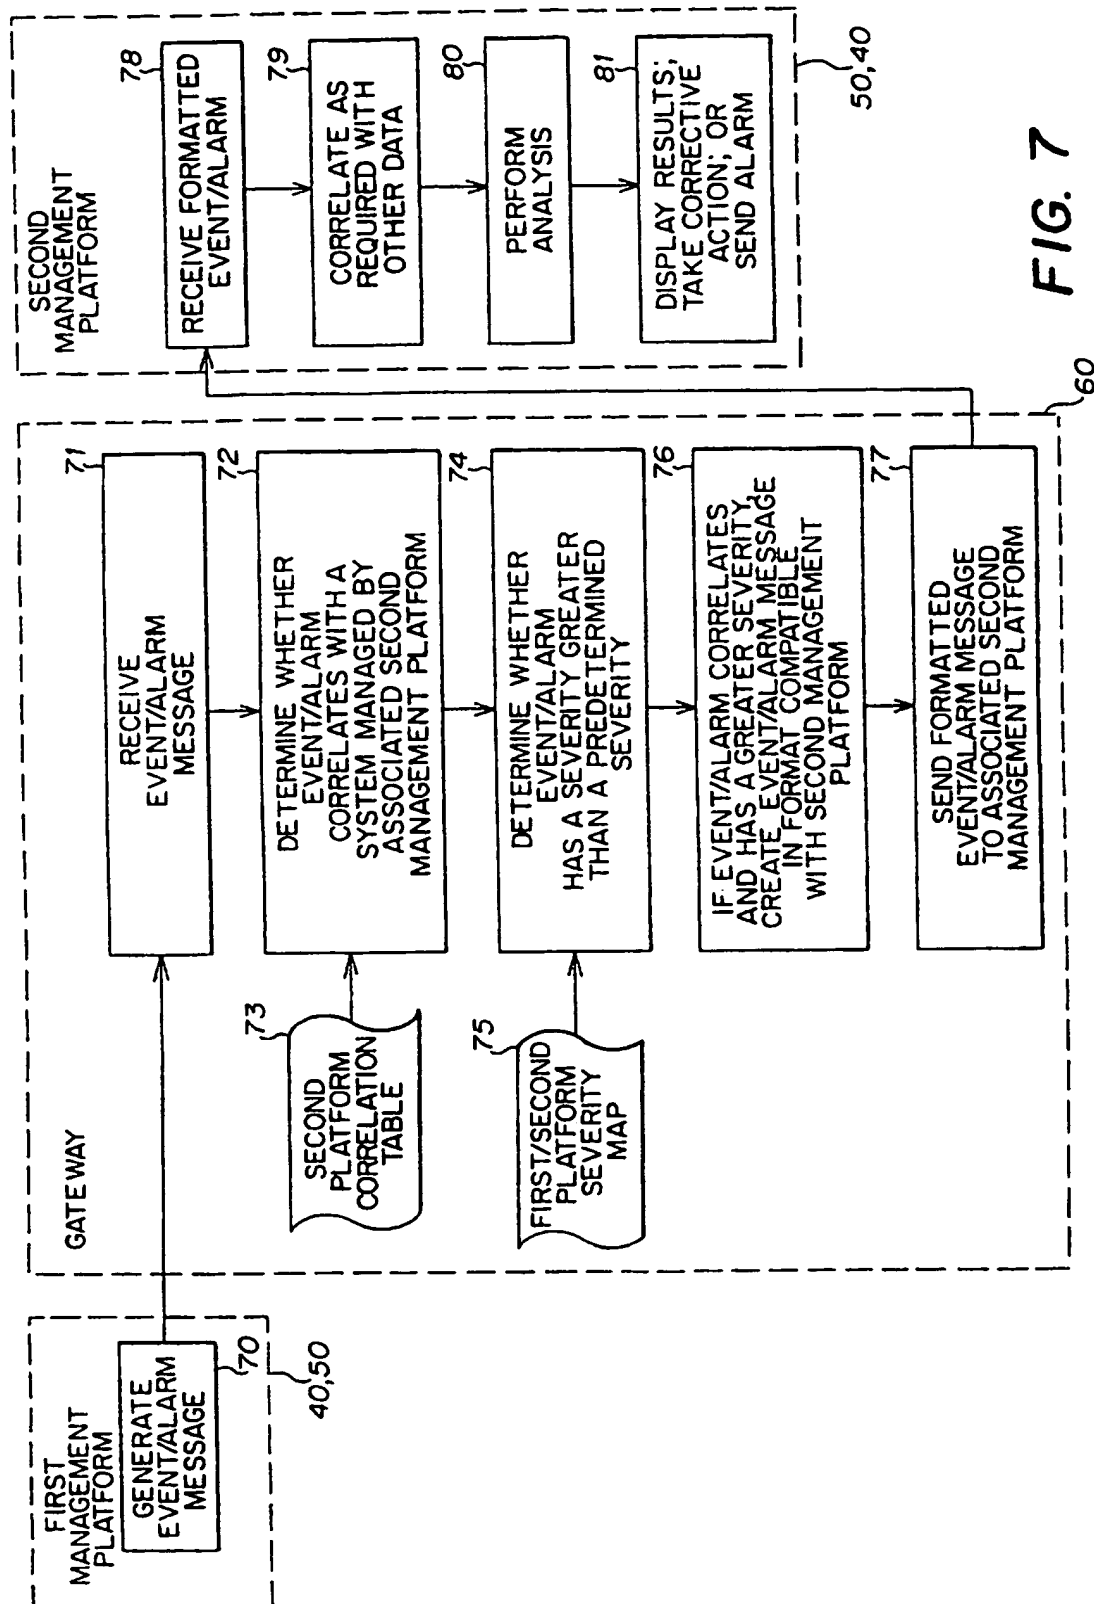 FIRST
MANAGEMENT
PLATFORM
GENERATE
EVENT/ALARM
MESSAGE
70
40,50
GATEWAY
RECEIVE
EVENT/ALARM
MESSAGE
71
DETERMINE WHETHER
EVENT/ALARM
CORRELATES WITH A
SYSTEM MANAGED BY
ASSOCIATED SECOND
MANAGEMENT PLATFORM
72
SECOND
PLATFORM
CORRELATION
TABLE
73
DETERMINE WHETHER
EVENT/ALARM
HAS A SEVERITY GREATER
THAN A PREDETERMINED
SEVERITY
74
FIRST/SECOND
PLATFORM
SEVERITY
MAP
75
IF EVENT/ALARM CORRELATES
AND HAS A GREATER SEVERITY,
CREATE EVENT/ALARM MESSAGE
IN FORMAT COMPATIBLE
WITH SECOND MANAGEMENT
PLATFORM
76
SEND FORMATTED
EVENT/ALARM MESSAGE
TO ASSOCIATED SECOND
MANAGEMENT PLATFORM
77
60
SECOND
MANAGEMENT
PLATFORM
RECEIVE FORMATTED
EVENT/ALARM
78
CORRELATE AS
REQUIRED WITH
OTHER DATA
79
PERFORM
ANALYSIS
80
DISPLAY RESULTS;
TAKE CORRECTIVE
ACTION; OR
SEND ALARM
81
50,40
FIG. 7